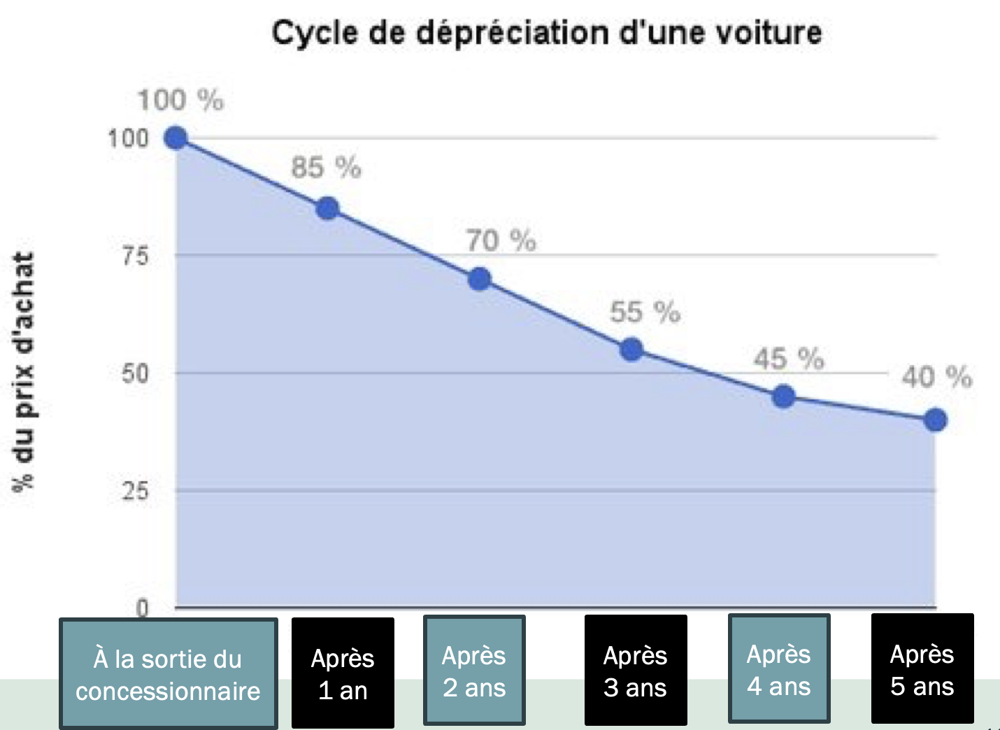 Cycle de dépréciation d'une voiture
% du prix d'achat
100
75
50
25
0
100 %
85 %
70 %
55 %
45 %
40 %
À la sortie du
concessionnaire
Après
1 an
Après
2 ans
Après
3 ans
Après
4 ans
Après
5 ans